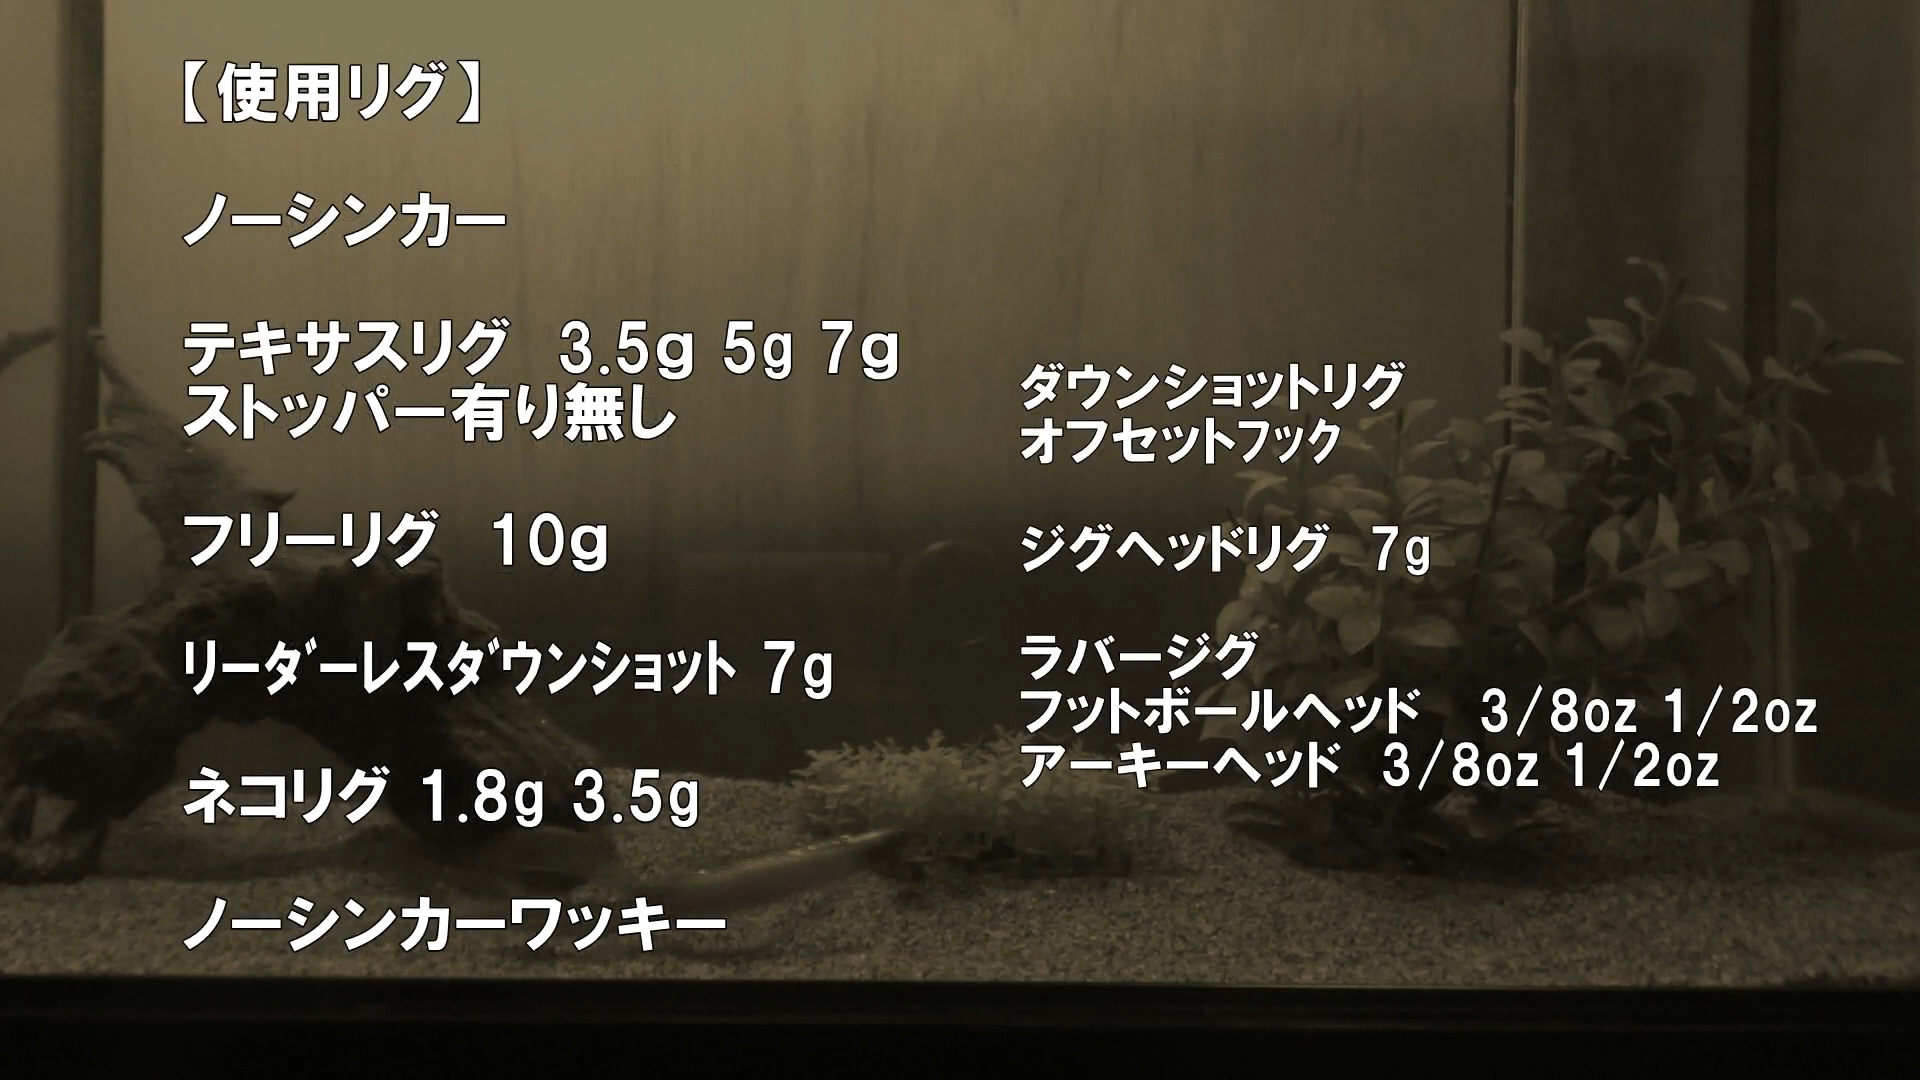 【使用リグ】
ノーシンカー
テキサスリグ　3.5g 5g 7g
ストッパー有り無し
フリーリグ　10g
リーダーレスダウンショット 7g
ネコリグ 1.8g 3.5g
ノーシンカーワッキー
ダウンショットリグ
オフセットフック
ジグヘッドリグ　7g
ラバージグ
フットボールヘッド　3/8oz 1/2oz
アーキーヘッド　3/8oz 1/2oz